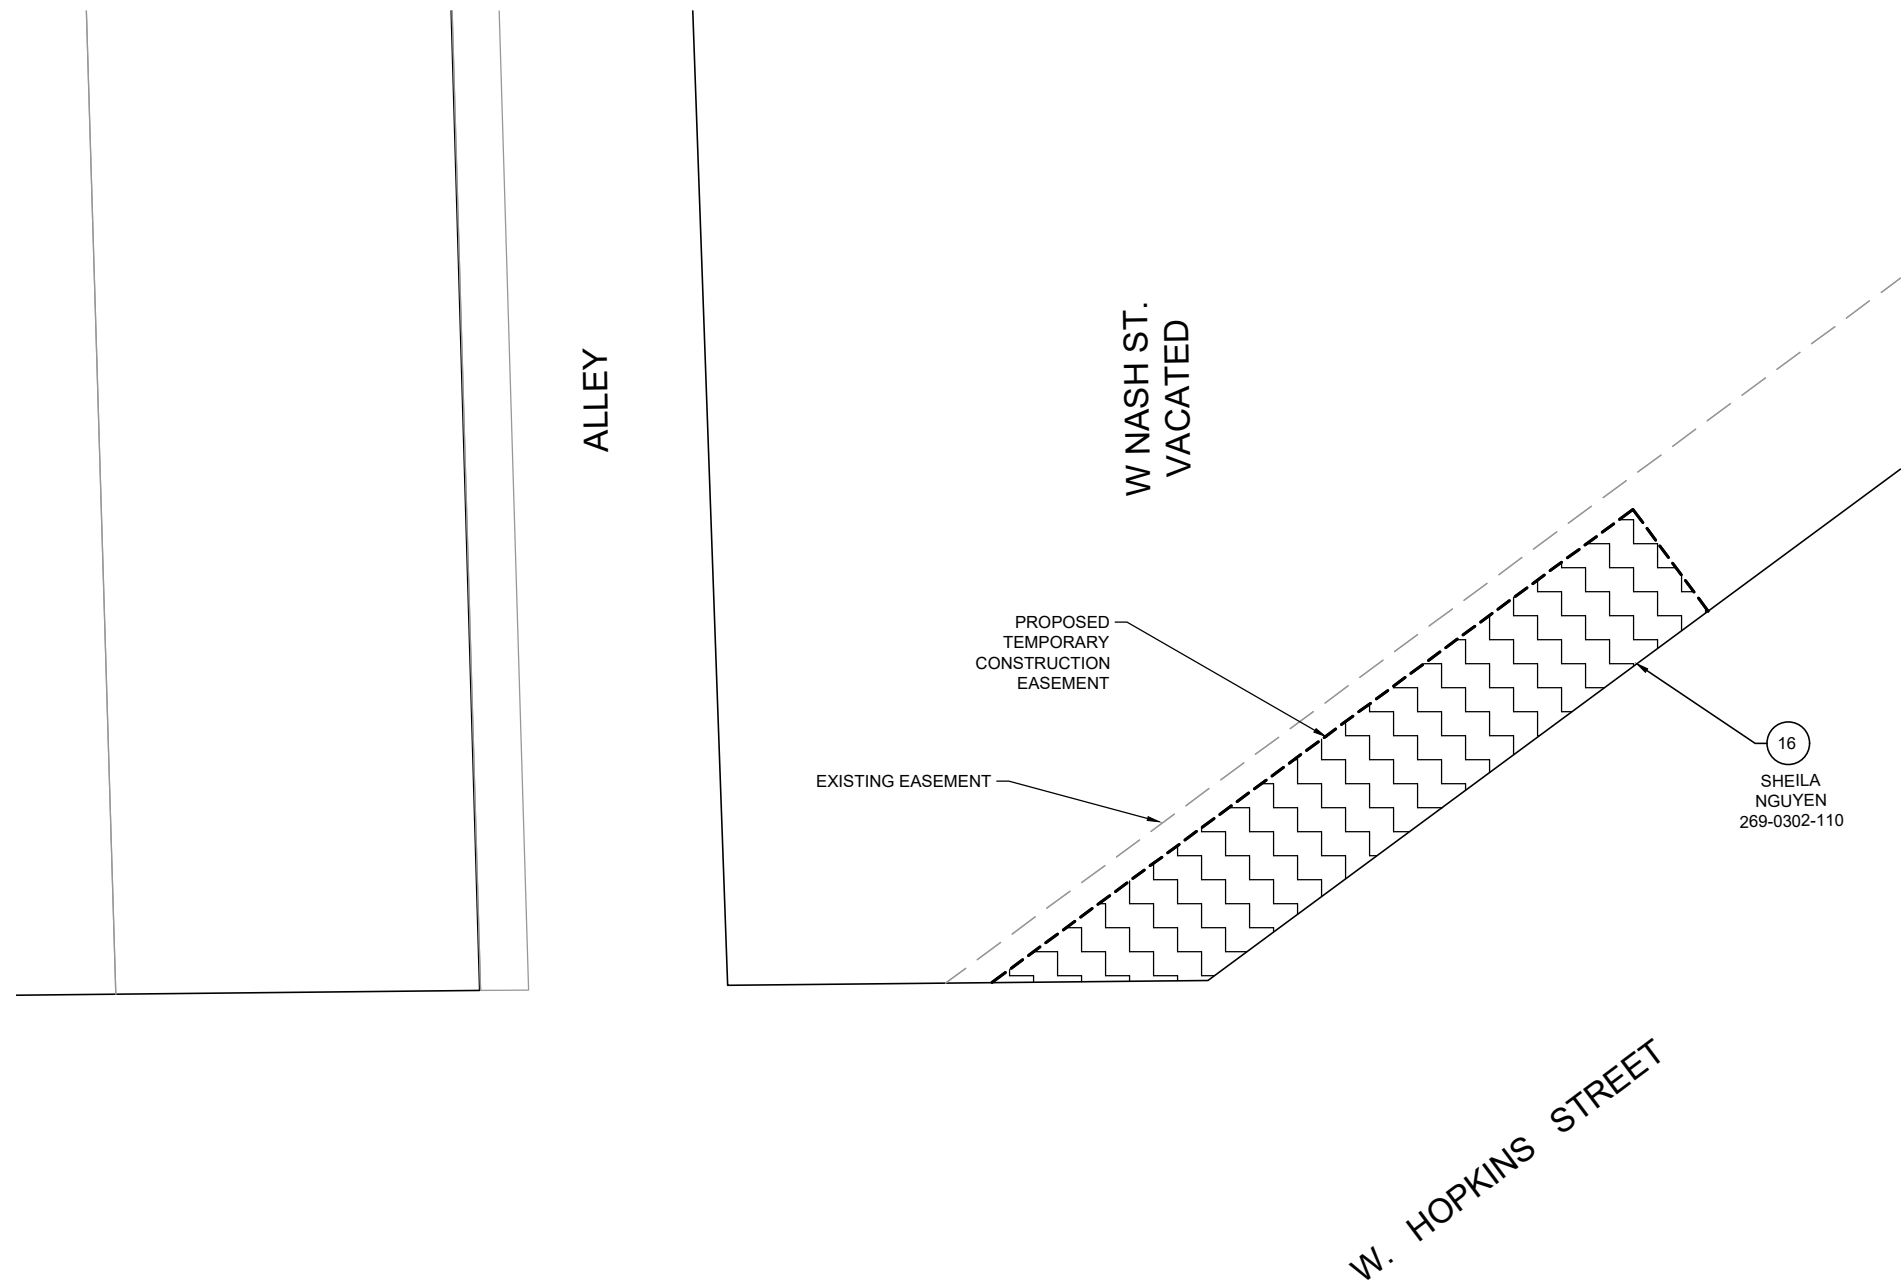 ALLEY
W NASH ST.
VACATED
PROPOSED
TEMPORARY
CONSTRUCTION
EASEMENT
EXISTING EASEMENT
16
SHEILA
NGUYEN
269-0302-110
W. HOPKINS STREET